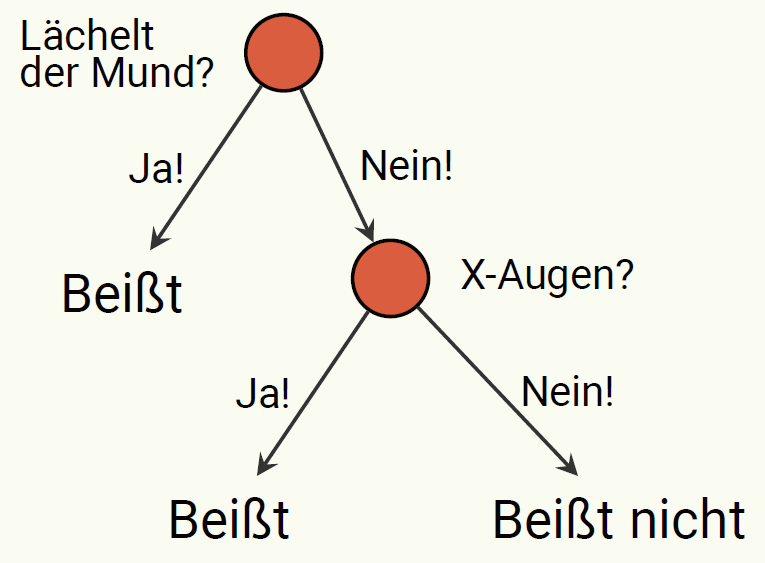 Lächelt
der Mund?
Ja!
Nein!
Beißt
X-Augen?
Ja!
Nein!
Beißt
Beißt nicht